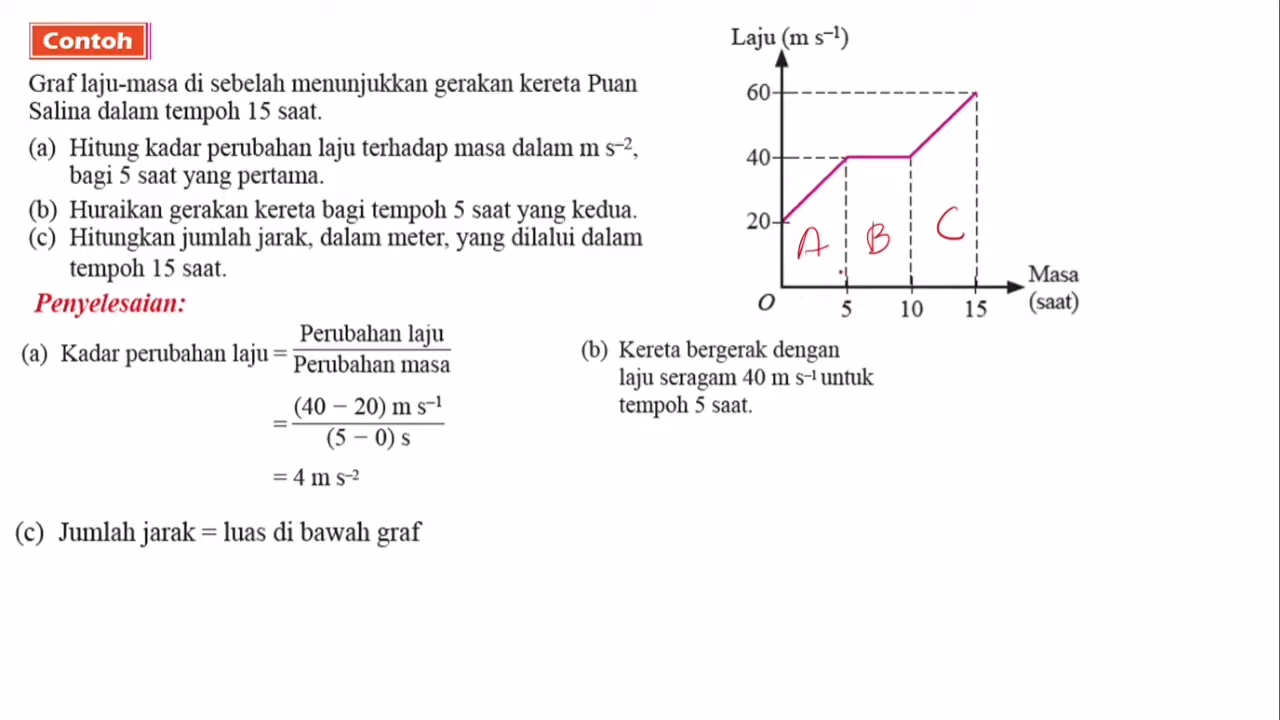 Contoh
Graf laju-masa di sebelah menunjukkan gerakan kereta Puan
Salina dalam tempoh 15 saat.
(a) Hitung kadar perubahan laju terhadap masa dalam m s⁻²,
bagi 5 saat yang pertama.
(b) Huraikan gerakan kereta bagi tempoh 5 saat yang kedua.
(c) Hitungkan jumlah jarak, dalam meter, yang dilalui dalam
tempoh 15 saat.
Laju (m s⁻¹)
60
40
20
A B C
O 5 10 15
Masa
(saat)
Penyelesaian:
(a) Kadar perubahan laju = Perubahan laju
Perubahan masa
= (40 − 20) m s⁻¹
(5 − 0) s
= 4 m s⁻²
(b) Kereta bergerak dengan
laju seragam 40 m s⁻¹ untuk
tempoh 5 saat.
(c) Jumlah jarak = luas di bawah graf